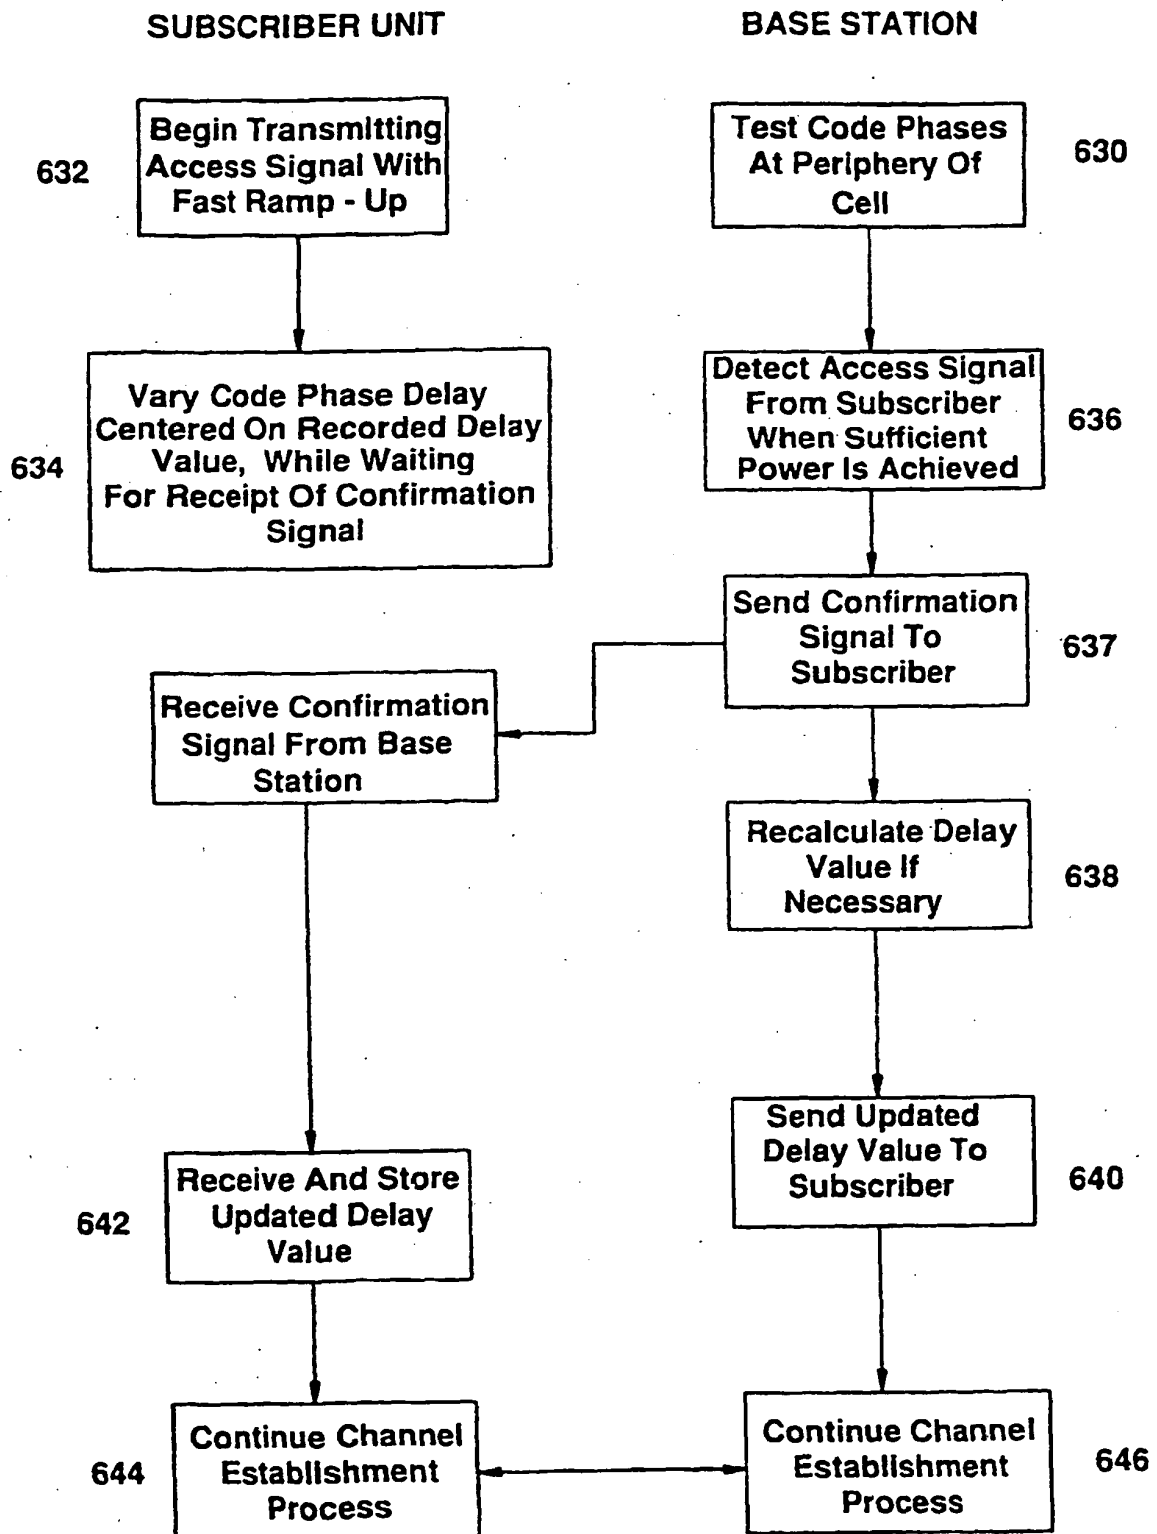 SUBSCRIBER UNIT
BASE STATION
632
Begin Transmitting
Access Signal With
Fast Ramp - Up
Test Code Phases
At Periphery Of
Cell
630
634
Vary Code Phase Delay
Centered On Recorded Delay
Value, While Waiting
For Receipt Of Confirmation
Signal
Detect Access Signal
From Subscriber
When Sufficient
Power Is Achieved
636
Send Confirmation
Signal To
Subscriber
637
Receive Confirmation
Signal From Base
Station
Recalculate Delay
Value If
Necessary
638
Send Updated
Delay Value To
Subscriber
640
642
Receive And Store
Updated Delay
Value
644
Continue Channel
Establishment
Process
Continue Channel
Establishment
Process
646